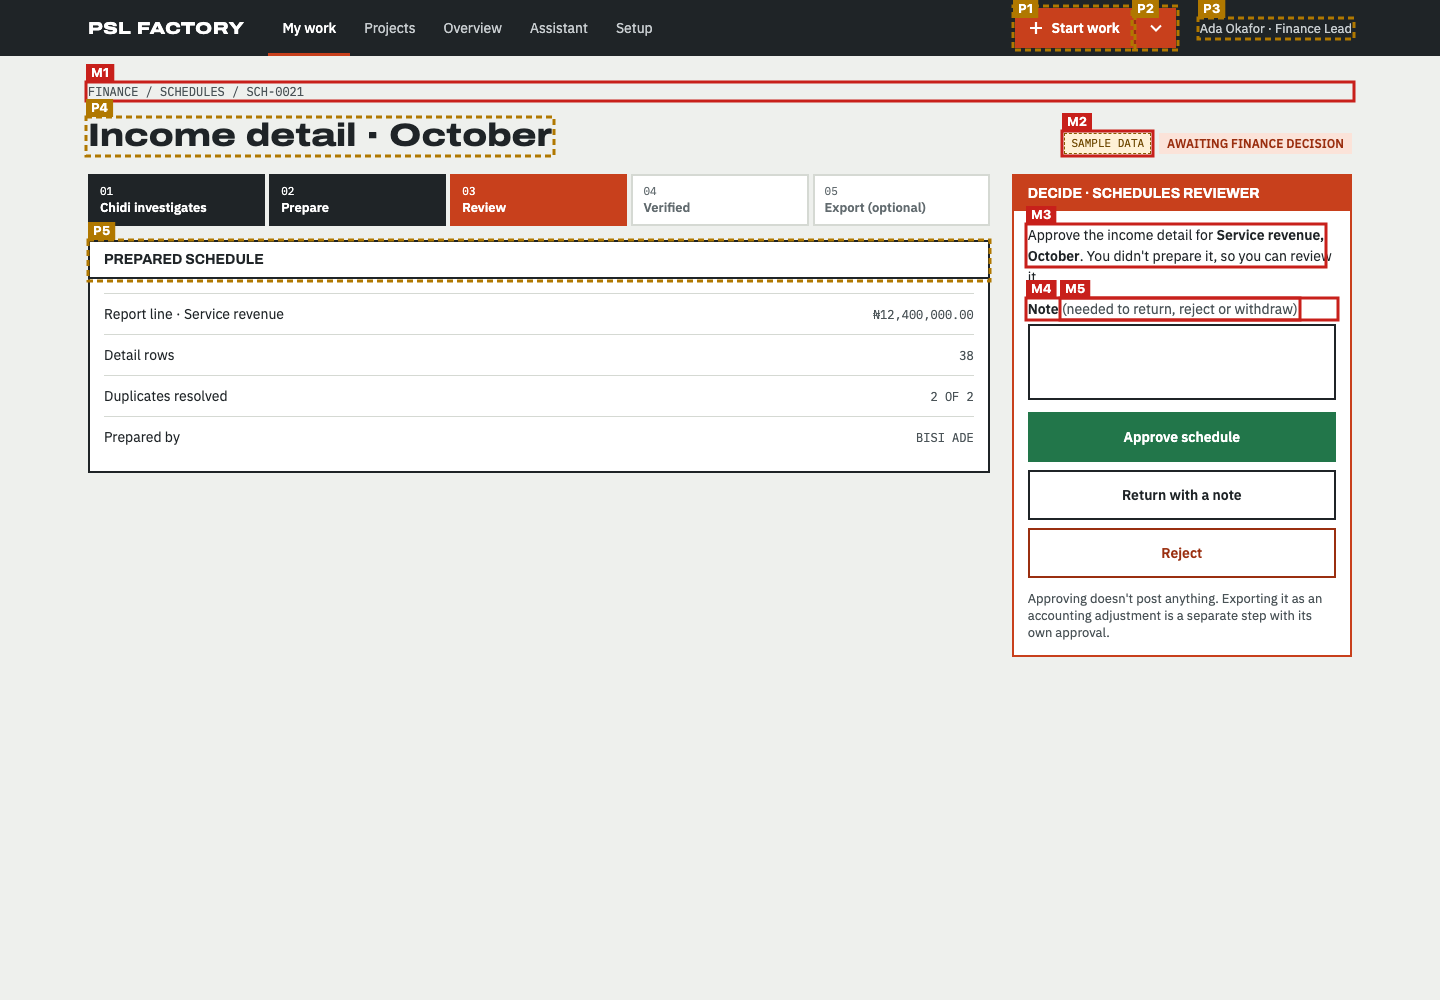 PSL FACTORY
My work
Projects
Overview
Assistant
Setup
P1
Start work
P2
P3
Ada Okafor · Finance Lead
M1
FINANCE / SCHEDULES / SCH-0021
P4
Income detail · October
M2
SAMPLE DATA
AWAITING FINANCE DECISION
01
Chidi investigates
02
Prepare
03
Review
04
Verified
05
Export (optional)
P5
PREPARED SCHEDULE
Report line · Service revenue
₦12,400,000.00
Detail rows
38
Duplicates resolved
2 OF 2
Prepared by
BISI ADE
DECIDE · SCHEDULES REVIEWER
M3
Approve the income detail for Service revenue,
October. You didn't prepare it, so you can review
it.
M4
M5
Note (needed to return, reject or withdraw)
Approve schedule
Return with a note
Reject
Approving doesn't post anything. Exporting it as an
accounting adjustment is a separate step with its
own approval.